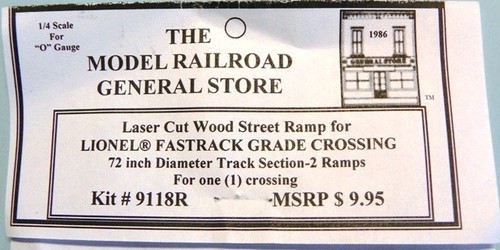 1/4 Scale
For
"O" Gauge
THE
MODEL RAILROAD
GENERAL STORE
1986
GENERAL STORE
TM
Laser Cut Wood Street Ramp for
LIONEL® FASTRACK GRADE CROSSING
72 inch Diameter Track Section-2 Ramps
For one (1) crossing
Kit # 9118R MSRP $ 9.95